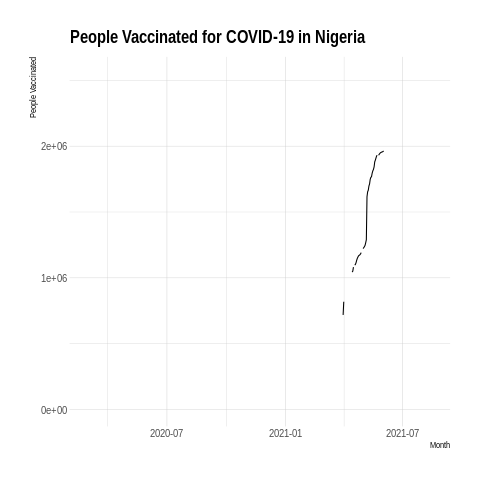 People Vaccinated for COVID-19 in Nigeria
People Vaccinated
2e+06
1e+06
0e+00
2020-07
2021-01
2021-07
Month